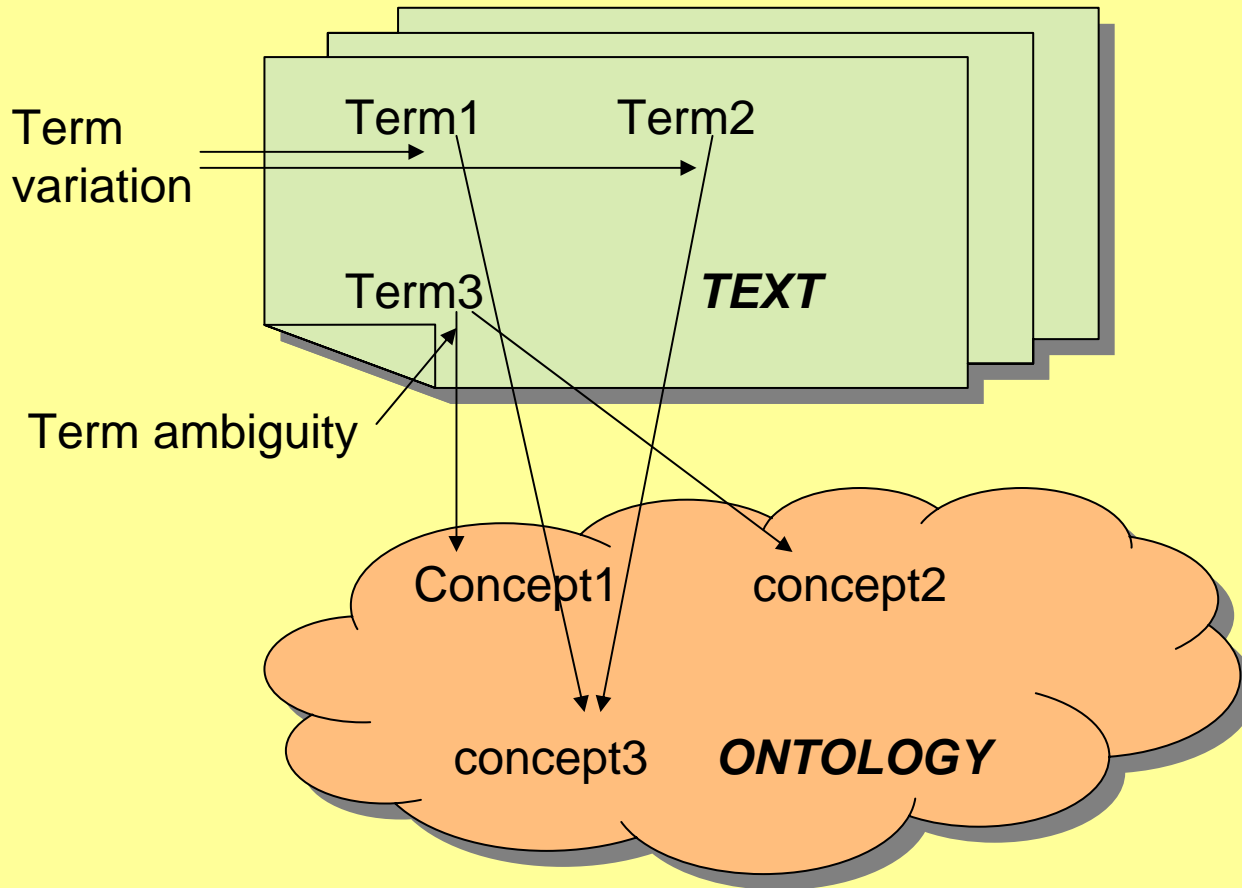 Term
variation
Term1
Term2
Term3
TEXT
Term ambiguity
Concept1
concept2
concept3
ONTOLOGY